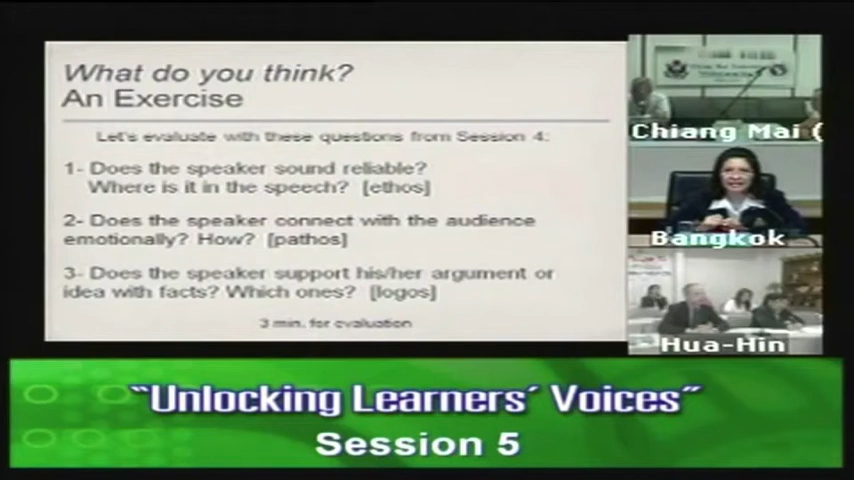 What do you think?
An Exercise
Let's evaluate with these questions from Session 4:
1- Does the speaker sound reliable?
Where is it in the speech? [ethos]
2- Does the speaker connect with the audience
emotionally? How? [pathos]
3- Does the speaker support his/her argument or
idea with facts? Which ones? [logos]
3 min. for evaluation
Chiang Mai (
Bangkok
Hua-Hin
"Unlocking Learners´ Voices"
Session 5